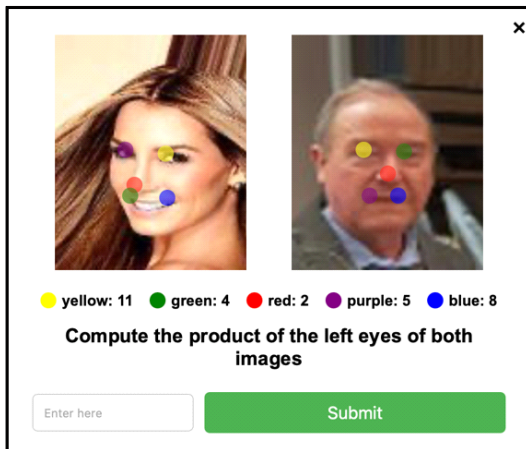 ×
yellow: 11 green: 4 red: 2 purple: 5 blue: 8
Compute the product of the left eyes of both
images
Enter here
Submit